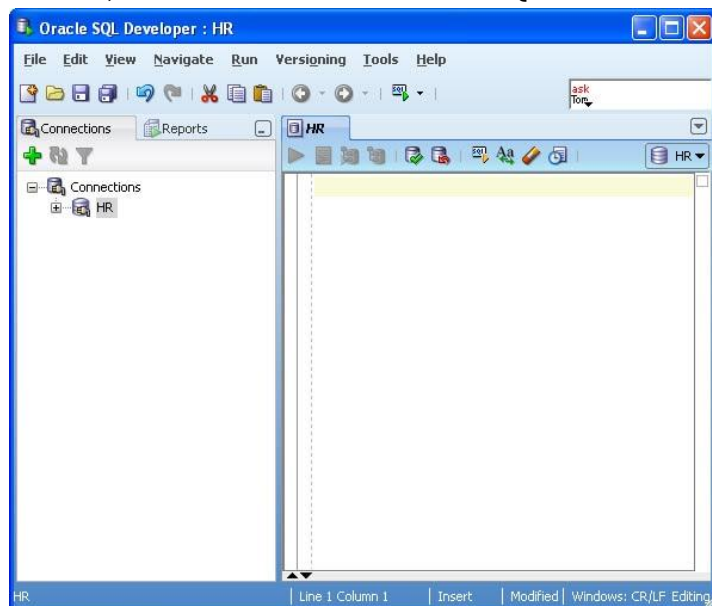 Oracle SQL Developer : HR
File Edit View Navigate Run Versioning Tools Help
ask
Tom
Connections Reports
HR
HR
Connections
HR
HR
Line 1 Column 1 Insert Modified Windows: CR/LF Editing